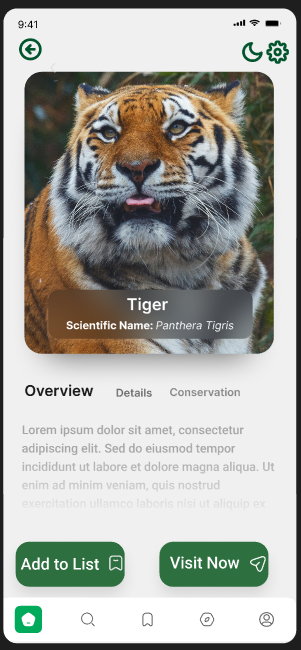 9:41
Tiger
Scientific Name: Panthera Tigris
Overview Details Conservation
Lorem ipsum dolor sit amet, consectetur
adipiscing elit. Sed do eiusmod tempor
incididunt ut labore et dolore magna aliqua. Ut
enim ad minim veniam, quis nostrud
exercitation ullamco laboris nisi ut aliquip ex
Add to List Visit Now